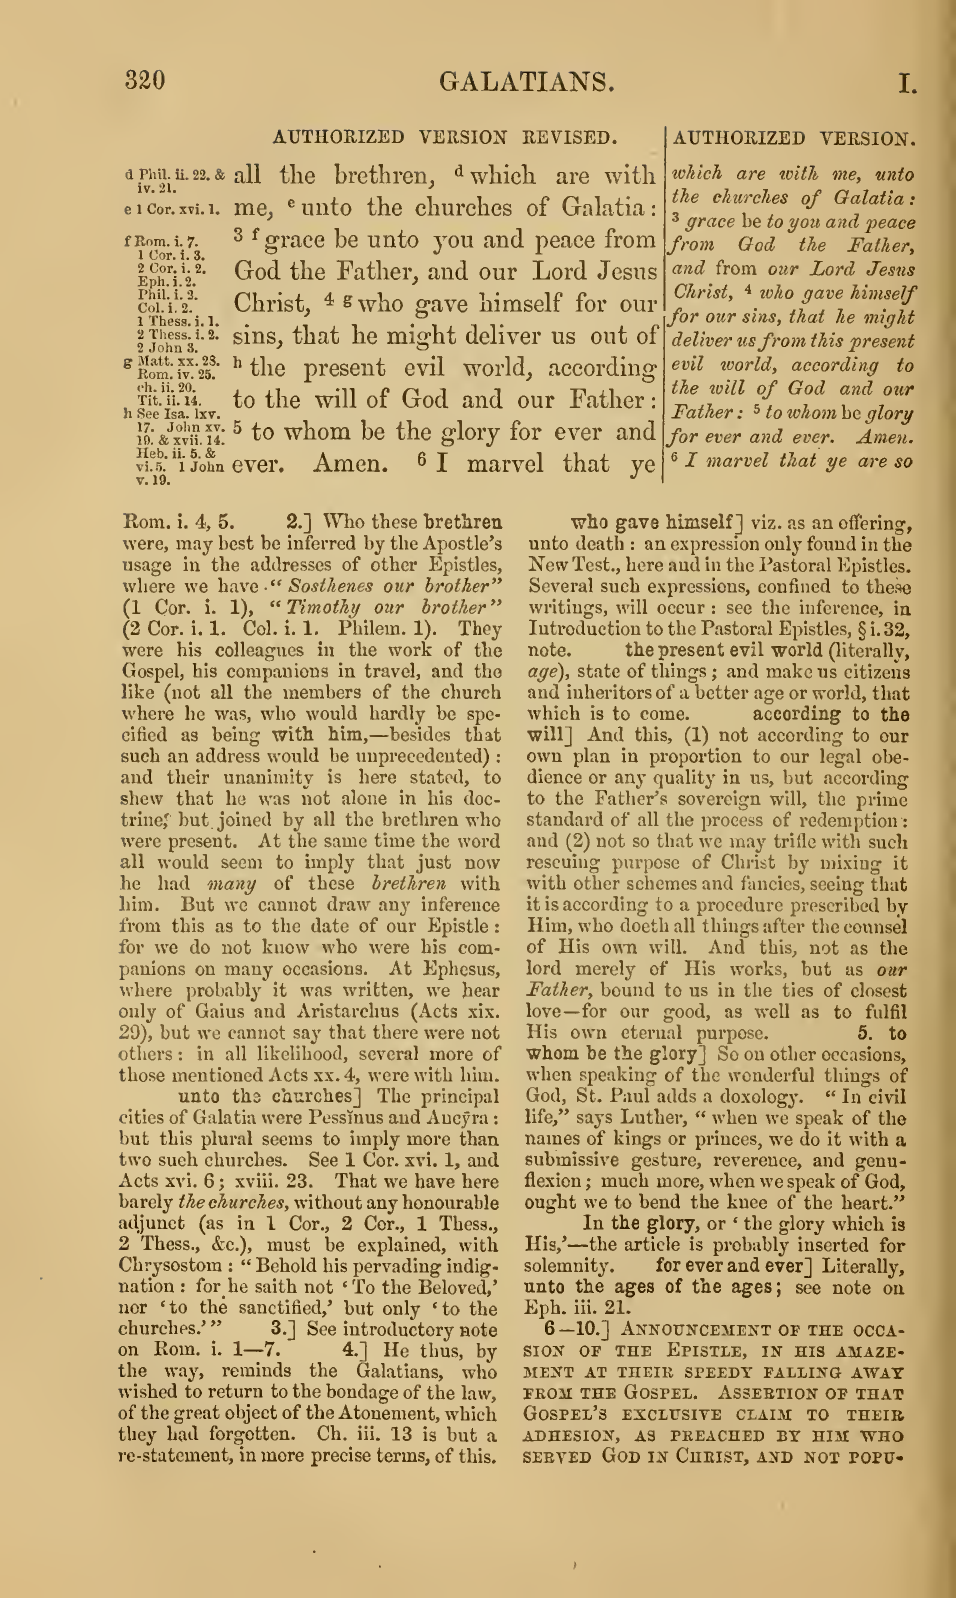 320 GALATIANS. I.
AUTHORIZED VERSION REVISED.
d Phil. ii. 22. &
iv. 21.
e 1 Cor. xvi. 1.
f Rom. i. 7.
1 Cor. i. 3.
2 Cor. i. 2.
Eph. i. 2.
Phil. i. 2.
Col. i. 2.
1 Thess. i. 1.
2 Thess. i. 2.
2 John 3.
g Matt. xx. 28.
Rom. iv. 25.
ch. ii. 20.
Tit. ii. 14.
h See Isa. lxv.
17. John xv.
19. & xvii. 14.
Heb. ii. 5. &
vi. 5. 1 John
v. 19.
all the brethren, d which are with
me, e unto the churches of Galatia:
3 f grace be unto you and peace from
God the Father, and our Lord Jesus
Christ, 4 g who gave himself for our
sins, that he might deliver us out of
h the present evil world, according
to the will of God and our Father:
5 to whom be the glory for ever and
ever. Amen. 6 I marvel that ye
AUTHORIZED VERSION.
which are with me, unto
the churches of Galatia:
3 grace be to you and peace
from God the Father,
and from our Lord Jesus
Christ, 4 who gave himself
for our sins, that he might
deliver us from this present
evil world, according to
the will of God and our
Father: 5 to whom be glory
for ever and ever. Amen.
6 I marvel that ye are so
Rom. i. 4, 5. 2.] Who these brethren
were, may best be inferred by the Apostle's
usage in the addresses of other Epistles,
where we have "Sosthenes our brother"
(1 Cor. i. 1), "Timothy our brother"
(2 Cor. i. 1. Col. i. 1. Philem. 1). They
were his colleagues in the work of the
Gospel, his companions in travel, and the
like (not all the members of the church
where he was, who would hardly be spe-
cified as being with him,—besides that
such an address would be unprecedented):
and their unanimity is here stated, to
shew that he was not alone in his doc-
trine, but joined by all the brethren who
were present. At the same time the word
all would seem to imply that just now
he had many of these brethren with
him. But we cannot draw any inference
from this as to the date of our Epistle:
for we do not know who were his com-
panions on many occasions. At Ephesus,
where probably it was written, we hear
only of Gaius and Aristarchus (Acts xix.
29), but we cannot say that there were not
others: in all likelihood, several more of
those mentioned Acts xx. 4, were with him.
unto the churches] The principal
cities of Galatia were Pessĭnus and Ancȳra:
but this plural seems to imply more than
two such churches. See 1 Cor. xvi. 1, and
Acts xvi. 6; xviii. 23. That we have here
barely the churches, without any honourable
adjunct (as in 1 Cor., 2 Cor., 1 Thess.,
2 Thess., &c.), must be explained, with
Chrysostom: "Behold his pervading indig-
nation: for he saith not 'To the Beloved,'
nor 'to the sanctified,' but only 'to the
churches.'" 3.] See introductory note
on Rom. i. 1—7. 4.] He thus, by
the way, reminds the Galatians, who
wished to return to the bondage of the law,
of the great object of the Atonement, which
they had forgotten. Ch. iii. 13 is but a
re-statement, in more precise terms, of this.
who gave himself] viz. as an offering,
unto death: an expression only found in the
New Test., here and in the Pastoral Epistles.
Several such expressions, confined to these
writings, will occur: see the inference, in
Introduction to the Pastoral Epistles, § i. 32,
note. the present evil world (literally,
age), state of things; and make us citizens
and inheritors of a better age or world, that
which is to come. according to the
will] And this, (1) not according to our
own plan in proportion to our legal obe-
dience or any quality in us, but according
to the Father's sovereign will, the prime
standard of all the process of redemption:
and (2) not so that we may trifle with such
rescuing purpose of Christ by mixing it
with other schemes and fancies, seeing that
it is according to a procedure prescribed by
Him, who doeth all things after the counsel
of His own will. And this, not as the
lord merely of His works, but as our
Father, bound to us in the ties of closest
love—for our good, as well as to fulfil
His own eternal purpose. 5. to
whom be the glory] So on other occasions,
when speaking of the wonderful things of
God, St. Paul adds a doxology. "In civil
life," says Luther, "when we speak of the
names of kings or princes, we do it with a
submissive gesture, reverence, and genu-
flexion; much more, when we speak of God,
ought we to bend the knee of the heart."
In the glory, or 'the glory which is
His,'—the article is probably inserted for
solemnity. for ever and ever] Literally,
unto the ages of the ages; see note on
Eph. iii. 21.
6—10.] ANNOUNCEMENT OF THE OCCA-
SION OF THE EPISTLE, IN HIS AMAZE-
MENT AT THEIR SPEEDY FALLING AWAY
FROM THE GOSPEL. ASSERTION OF THAT
GOSPEL'S EXCLUSIVE CLAIM TO THEIR
ADHESION, AS PREACHED BY HIM WHO
SERVED GOD IN CHRIST, AND NOT POPU-